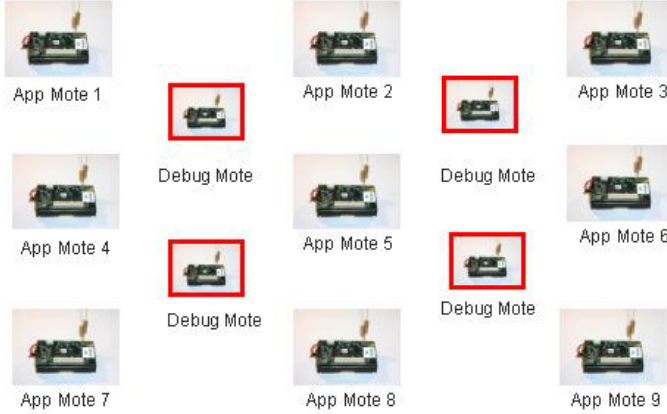 App Mote 1
App Mote 2
App Mote 3
Debug Mote
Debug Mote
App Mote 4
App Mote 5
App Mote 6
Debug Mote
Debug Mote
App Mote 7
App Mote 8
App Mote 9